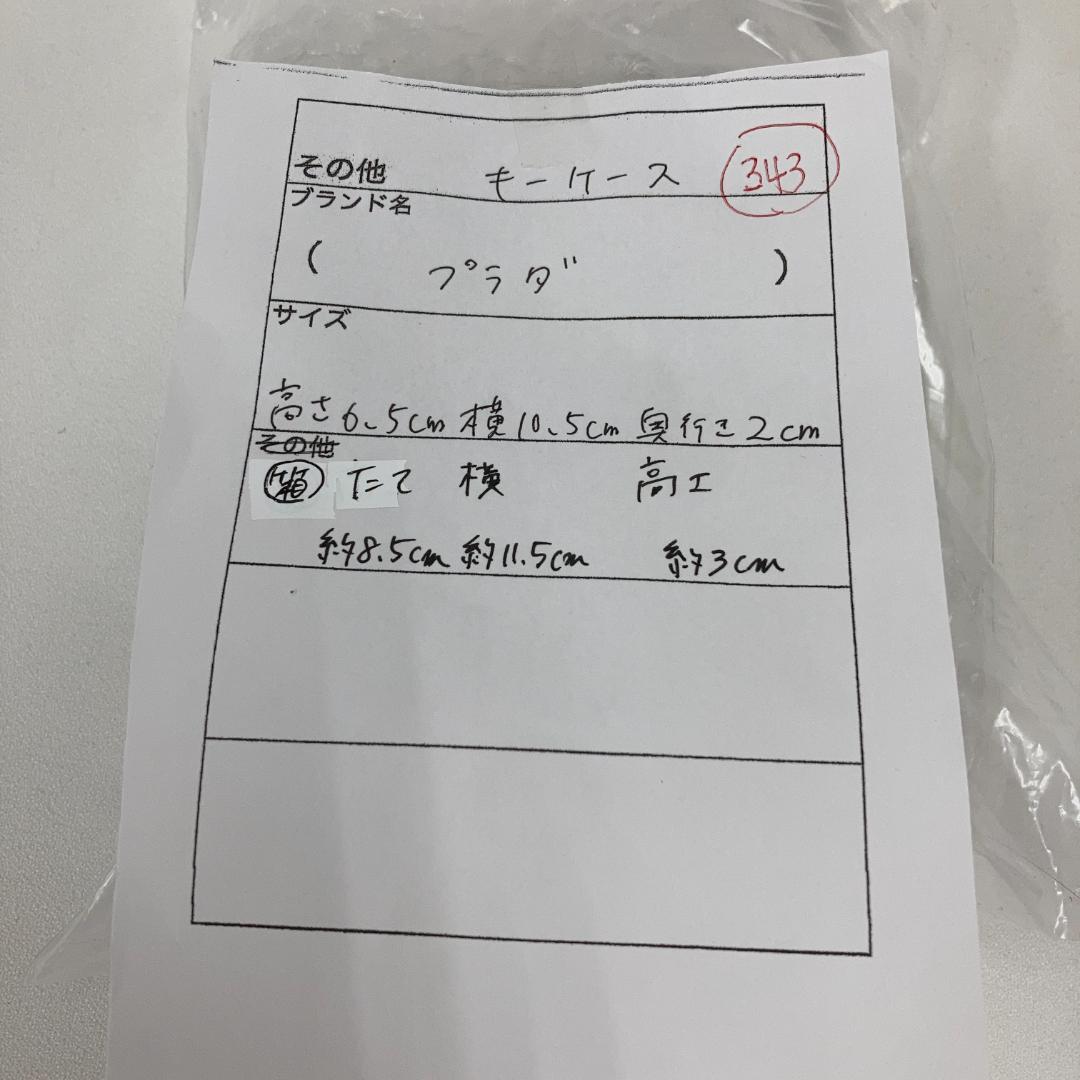 その他 キーケース 343
ブランド名
( プラダ )
サイズ
高さ6.5cm 横10.5cm 奥行き2cm
その他
箱 たて 横 高さ
約8.5cm 約11.5cm 約3cm